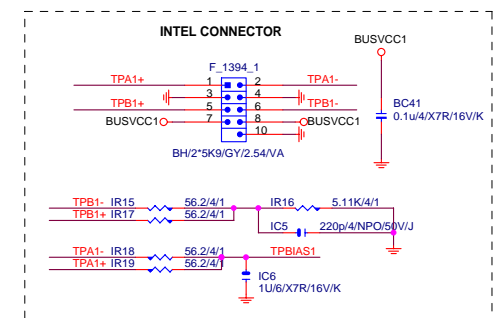 INTEL CONNECTOR
BUSVCC1
F_1394_1
TPA1+ 1 2 TPA1-
3 4
TPB1+ 5 6 TPB1-
BUSVCC1 7 8 BUSVCC1
10
BH/2*5K9/GY/2.54/VA
BC41
0.1u/4/X7R/16V/K
TPB1- IR15 56.2/4/1 IR16 5.11K/4/1
TPB1+ IR17 56.2/4/1
IC5 220p/4/NPO/50V/J
TPA1- IR18 56.2/4/1 TPBIAS1
TPA1+ IR19 56.2/4/1
IC6
1U/6/X7R/16V/K